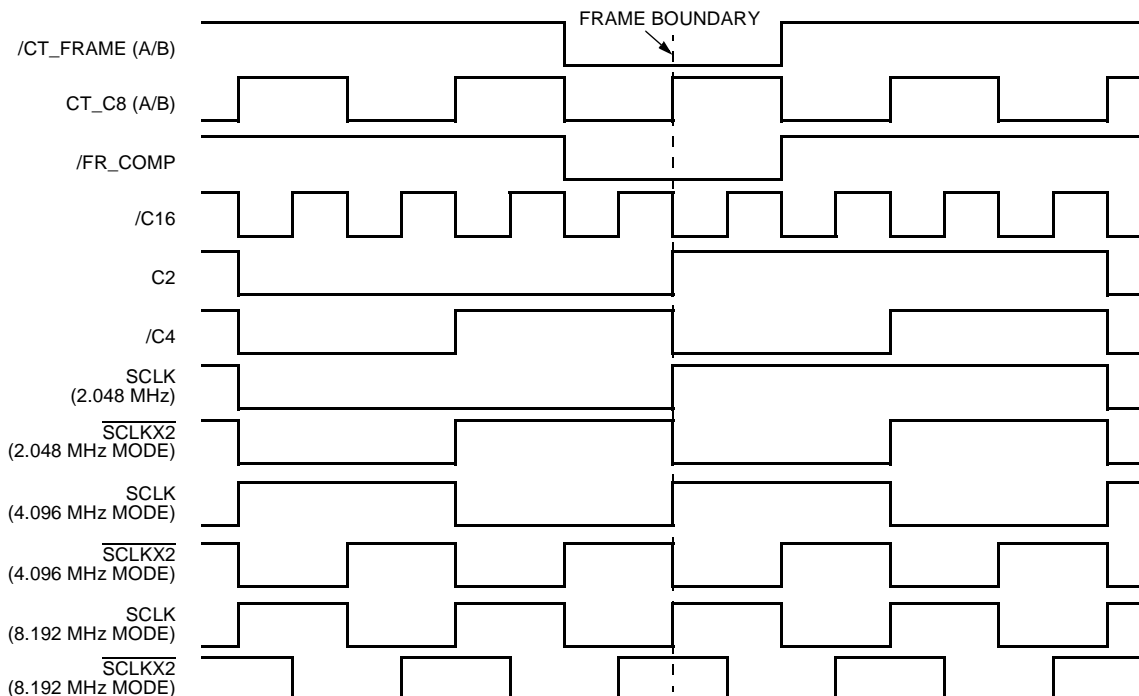 FRAME BOUNDARY
/CT_FRAME (A/B)
CT_C8 (A/B)
/FR_COMP
/C16
C2
/C4
SCLK
(2.048 MHz)
SCLKX2
(2.048 MHz MODE)
SCLK
(4.096 MHz MODE)
SCLKX2
(4.096 MHz MODE)
SCLK
(8.192 MHz MODE)
SCLKX2
(8.192 MHz MODE)